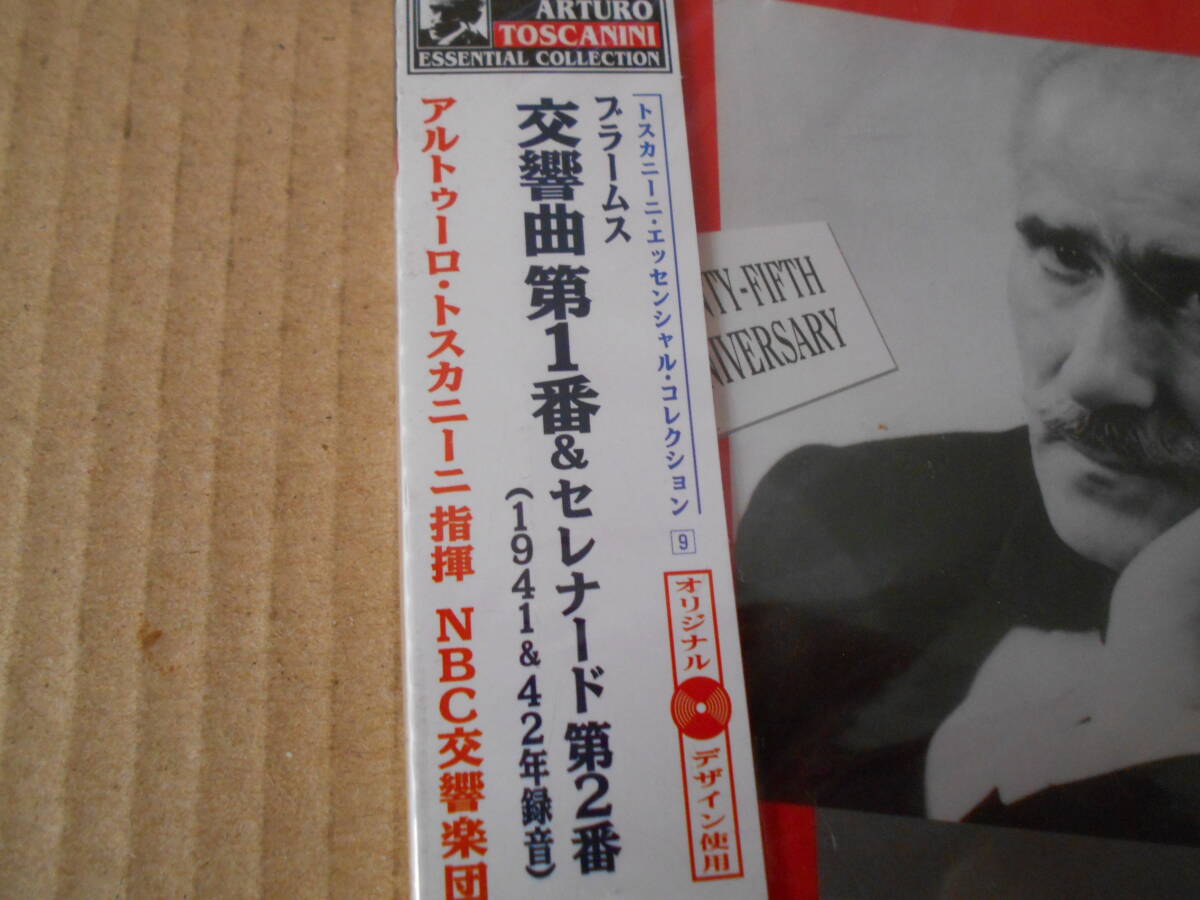 ARTURO
TOSCANINI
ESSENTIAL COLLECTION
トスカニーニ・エッセンシャル・コレクション 9
ブラームス
交響曲 第1番&セレナード第2番
(1941&42年録音)
アルトゥーロ・トスカニーニ 指揮 NBC交響楽団
オリジナル
デザイン使用
NTY-FIFTH
NIVERSARY